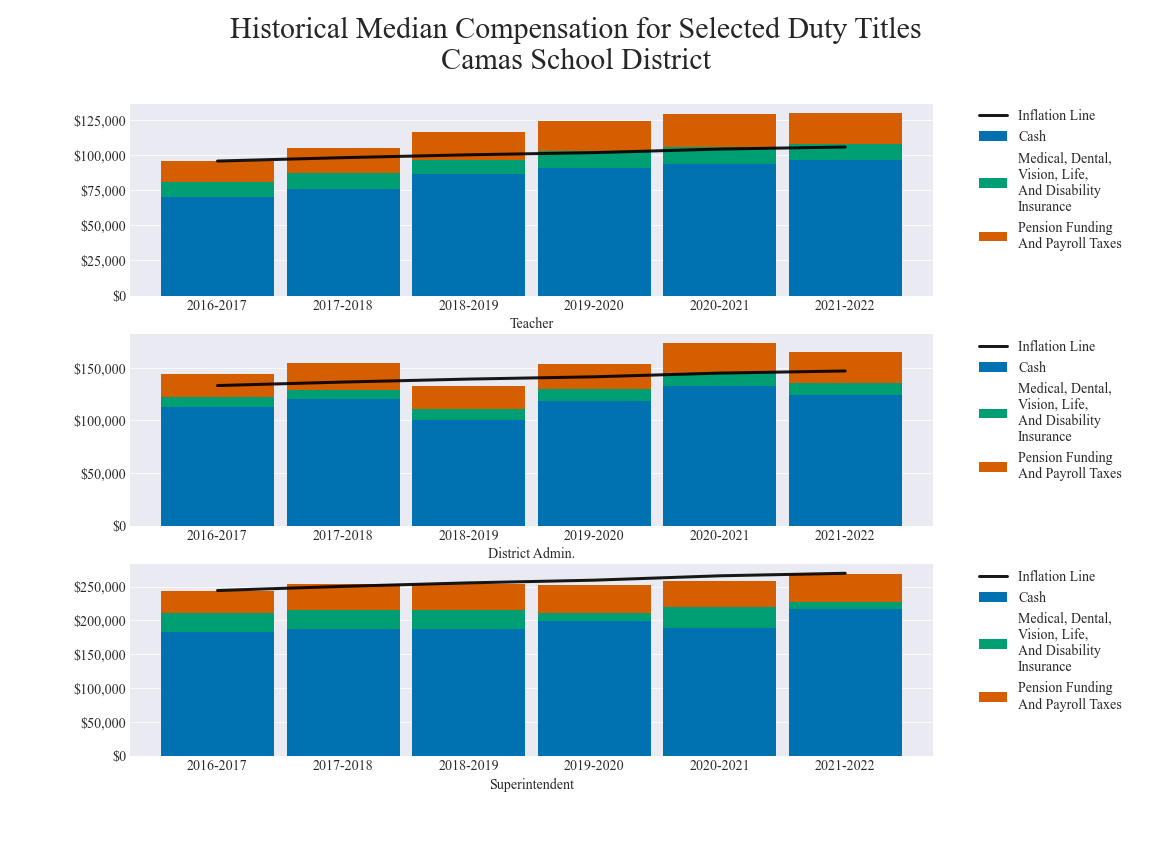 Historical Median Compensation for Selected Duty Titles
Camas School District
$125,000
$100,000
$75,000
$50,000
$25,000
$0
2016-2017 2017-2018 2018-2019 2019-2020 2020-2021 2021-2022
Teacher
Inflation Line
Cash
Medical, Dental,
Vision, Life,
And Disability
Insurance
Pension Funding
And Payroll Taxes
$150,000
$100,000
$50,000
$0
2016-2017 2017-2018 2018-2019 2019-2020 2020-2021 2021-2022
District Admin.
Inflation Line
Cash
Medical, Dental,
Vision, Life,
And Disability
Insurance
Pension Funding
And Payroll Taxes
$250,000
$200,000
$150,000
$100,000
$50,000
$0
2016-2017 2017-2018 2018-2019 2019-2020 2020-2021 2021-2022
Superintendent
Inflation Line
Cash
Medical, Dental,
Vision, Life,
And Disability
Insurance
Pension Funding
And Payroll Taxes